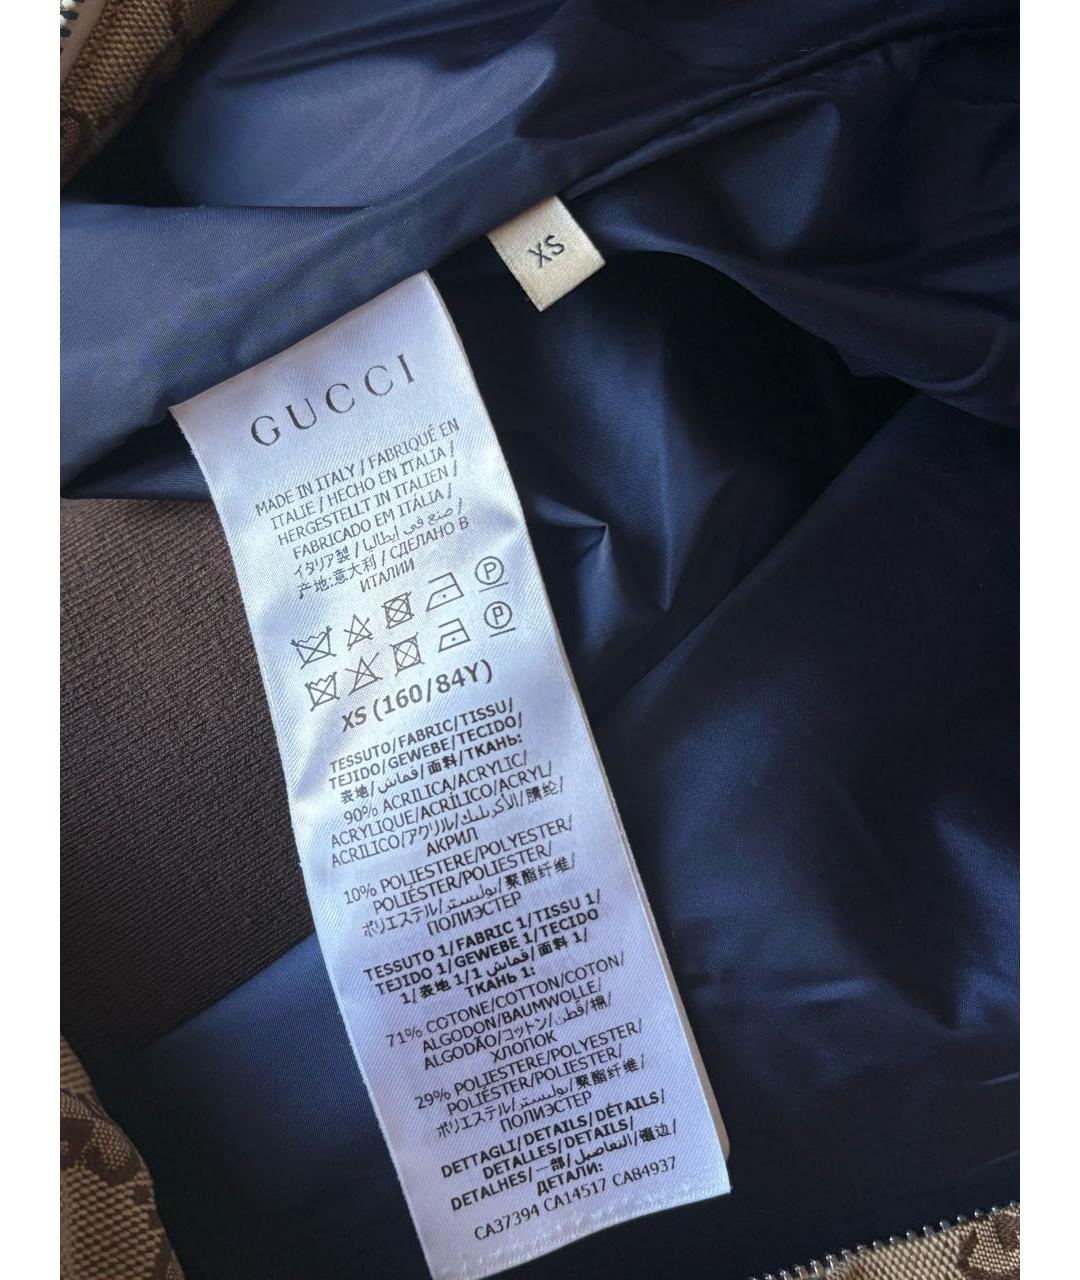 XS
GUCCI
MADE IN ITALY / FABRIQUÉ EN
ITALIE / HECHO EN ITALIA /
HERGESTELLT IN ITALIEN /
FABRICADO EM ITÁLIA /
イタリア製 / صنع في إيطاليا /
产地:意大利 / СДЕЛАНО В
ИТАЛИИ
XS (160/84Y)
TESSUTO/FABRIC/TISSU/
TEJIDO/GEWEBE/TECIDO/
表地/قماش/面料/ТКАНЬ:
90% ACRILICA/ACRYLIC/
ACRYLIQUE/ACRÍLICO/ACRYL/
ACRILICO/アクリル/الأكريليك/腈纶/
АКРИЛ
10% POLIESTERE/POLYESTER/
POLIÉSTER/POLIESTER/
ポリエステル/بوليستر/聚酯纤维/
ПОЛИЭСТЕР
TESSUTO 1/FABRIC 1/TISSU 1/
TEJIDO 1/GEWEBE 1/TECIDO
1/表地 1/قماش 1/面料 1/
ТКАНЬ 1:
71% COTONE/COTTON/COTON/
ALGODON/BAUMWOLLE/
ALGODÃO/コットン/قطن/棉/
ХЛОПОК
29% POLIESTERE/POLYESTER/
POLIÉSTER/POLIESTER/
ポリエステル/بوليستر/聚酯纤维/
ПОЛИЭСТЕР
DETTAGLI/DETAILS/DÉTAILS/
DETALLES/DETAILS/
DETALHES/一部/التفاصيل/镶边/
ДЕТАЛИ:
CA37394 CA14517 CA84937